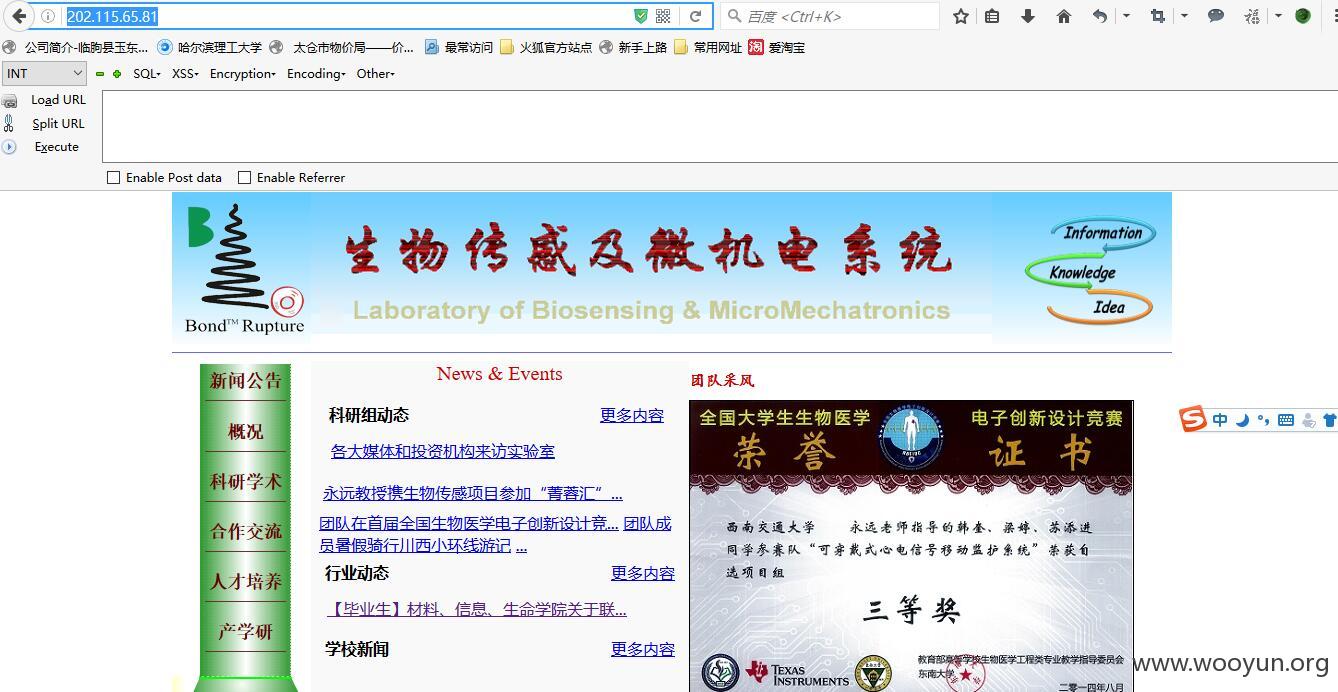 202.115.65.81
百度 <Ctrl+K>
公司简介-临朐县玉东... 哈尔滨理工大学 太仓市物价局——价... 最常访问 火狐官方站点 新手上路 常用网址 爱淘宝
INT SQL XSS Encryption Encoding Other
Load URL
Split URL
Execute
Enable Post data Enable Referrer
B
Bond™ Rupture
生物传感及微机电系统
Laboratory of Biosensing & MicroMechatronics
Information
Knowledge
Idea
新闻公告
概况
科研学术
合作交流
人才培养
产学研
News & Events
科研组动态 更多内容
各大媒体和投资机构来访实验室
永远教授携生物传感项目参加“菁蓉汇”...
团队在首届全国生物医学电子创新设计竞... 团队成
员暑假骑行川西小环线游记 ...
行业动态 更多内容
【毕业生】材料、信息、生命学院关于联...
学校新闻 更多内容
团队采风
全国大学生生物医学 电子创新设计竞赛
荣誉 证书
西南交通大学 永远老师指导的韩奎、梁婷、苏添进
同学参赛队“可穿戴式心电信号移动监护系统”荣获自
选项目组
三等奖
TEXAS
INSTRUMENTS
教育部高等学校生物医学工程类专业教学指导委员会
东南大学
二零一四年八月
中
www.wooyun.org